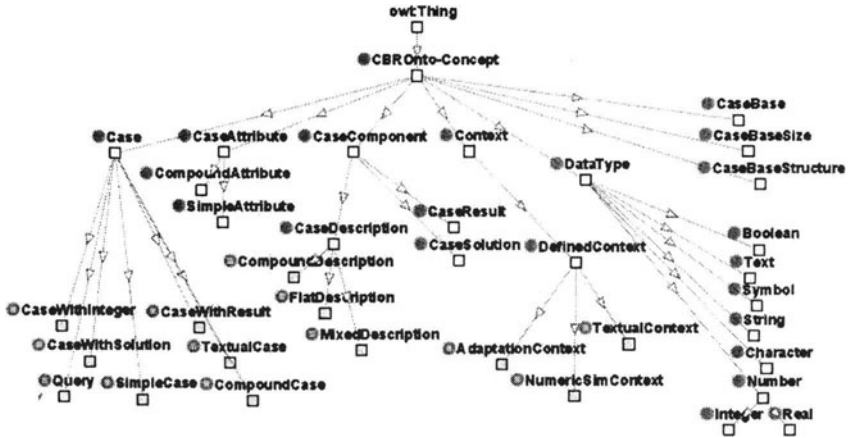 owl:Thing
CBROnto-Concept
CaseBase
Case
CaseAttribute
CaseComponent
Context
CaseBaseSize
DataType
CaseBaseStructure
CompoundAttribute
SimpleAttribute
CaseResult
CaseDescription
Boolean
CaseSolution
DefinedContext
CompoundDescription
Text
Symbol
FlatDescription
CaseWithInteger
CaseWithResult
String
MixedDescription
TextualContext
CaseWithSolution
TextualCase
AdaptationContext
Character
Query
SimpleCase
CompoundCase
NumericSimContext
Number
Integer
Real